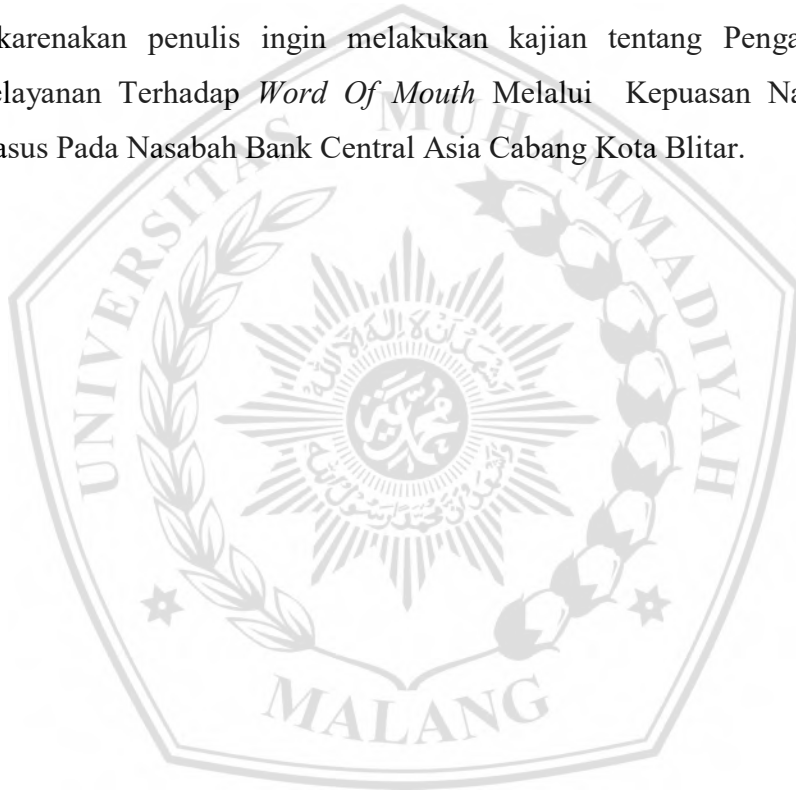 karenakan penulis ingin melakukan kajian tentang Penga
elayanan Terhadap Word Of Mouth Melalui Kepuasan Na
asus Pada Nasabah Bank Central Asia Cabang Kota Blitar.
UNIVERSITAS MUHAMMADIYAH
MALANG